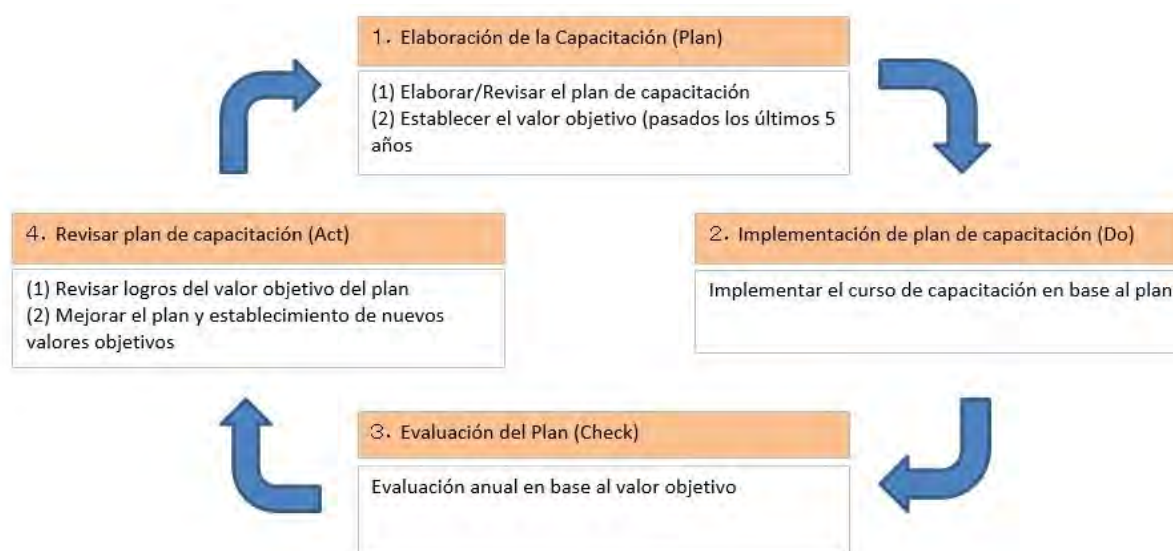 1. Elaboración de la Capacitación (Plan)
(1) Elaborar/Revisar el plan de capacitación
(2) Establecer el valor objetivo (pasados los últimos 5
años
2. Implementación de plan de capacitación (Do)
Implementar el curso de capacitación en base al plan
3. Evaluación del Plan (Check)
Evaluación anual en base al valor objetivo
4. Revisar plan de capacitación (Act)
(1) Revisar logros del valor objetivo del plan
(2) Mejorar el plan y establecimiento de nuevos
valores objetivos